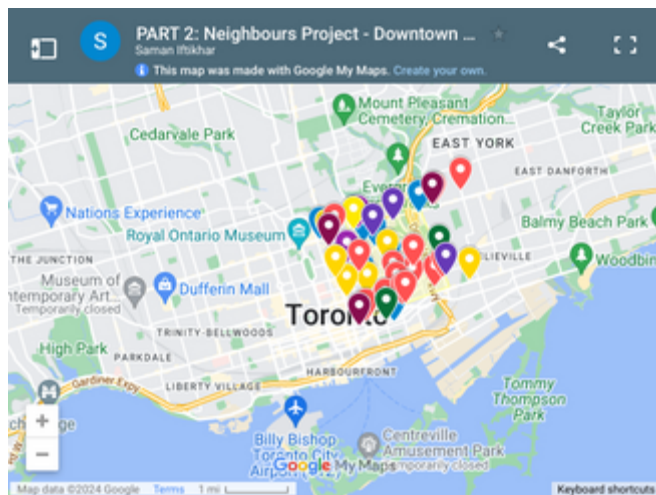 S
PART 2: Neighbours Project - Downtown ...
Saman Iftikhar
This map was made with Google My Maps. Create your own.
Mount Pleasant
Cemetery, Cremation...
Taylor
Creek Park
Cedarvale Park
EAST YORK
EAST DANFORTH
Everg
Nations Experience
Balmy Beach Park
Royal Ontario Museum
THE JUNCTION
LIEVILLE
Woodbin
Museum of
ntemporary Art...
Temporarily closed
Dufferin Mall
Toronto
TRINITY-BELLWOODS
High Park
PARKDALE
HARBOURFRONT
Gardiner Expy
LIBERTY VILLAGE
Tommy
Thompson
Park
+
−
Billy Bishop
Toronto City
Airport
Centreville
Amusement Park
Temporarily closed
Google My Maps
Map data ©2024 Google Terms 1 mi Keyboard shortcuts